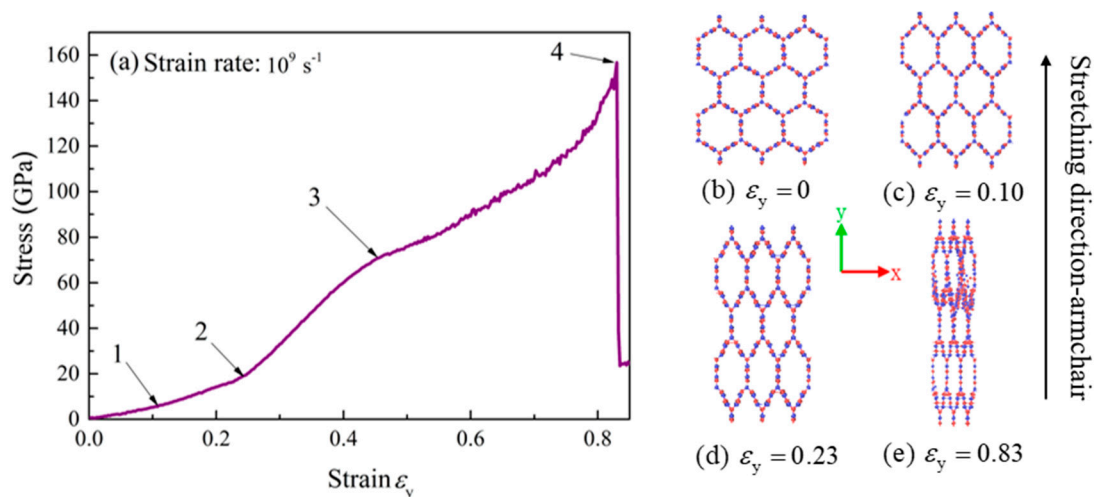 (a) Strain rate: 10⁹ s⁻¹
160
140
120
100
80
60
40
20
0
Stress (GPa)
1
2
3
4
0.0
0.2
0.4
0.6
0.8
Strain εy
(b) εy = 0
(c) εy = 0.10
y
x
(d) εy = 0.23
(e) εy = 0.83
Stretching direction-armchair